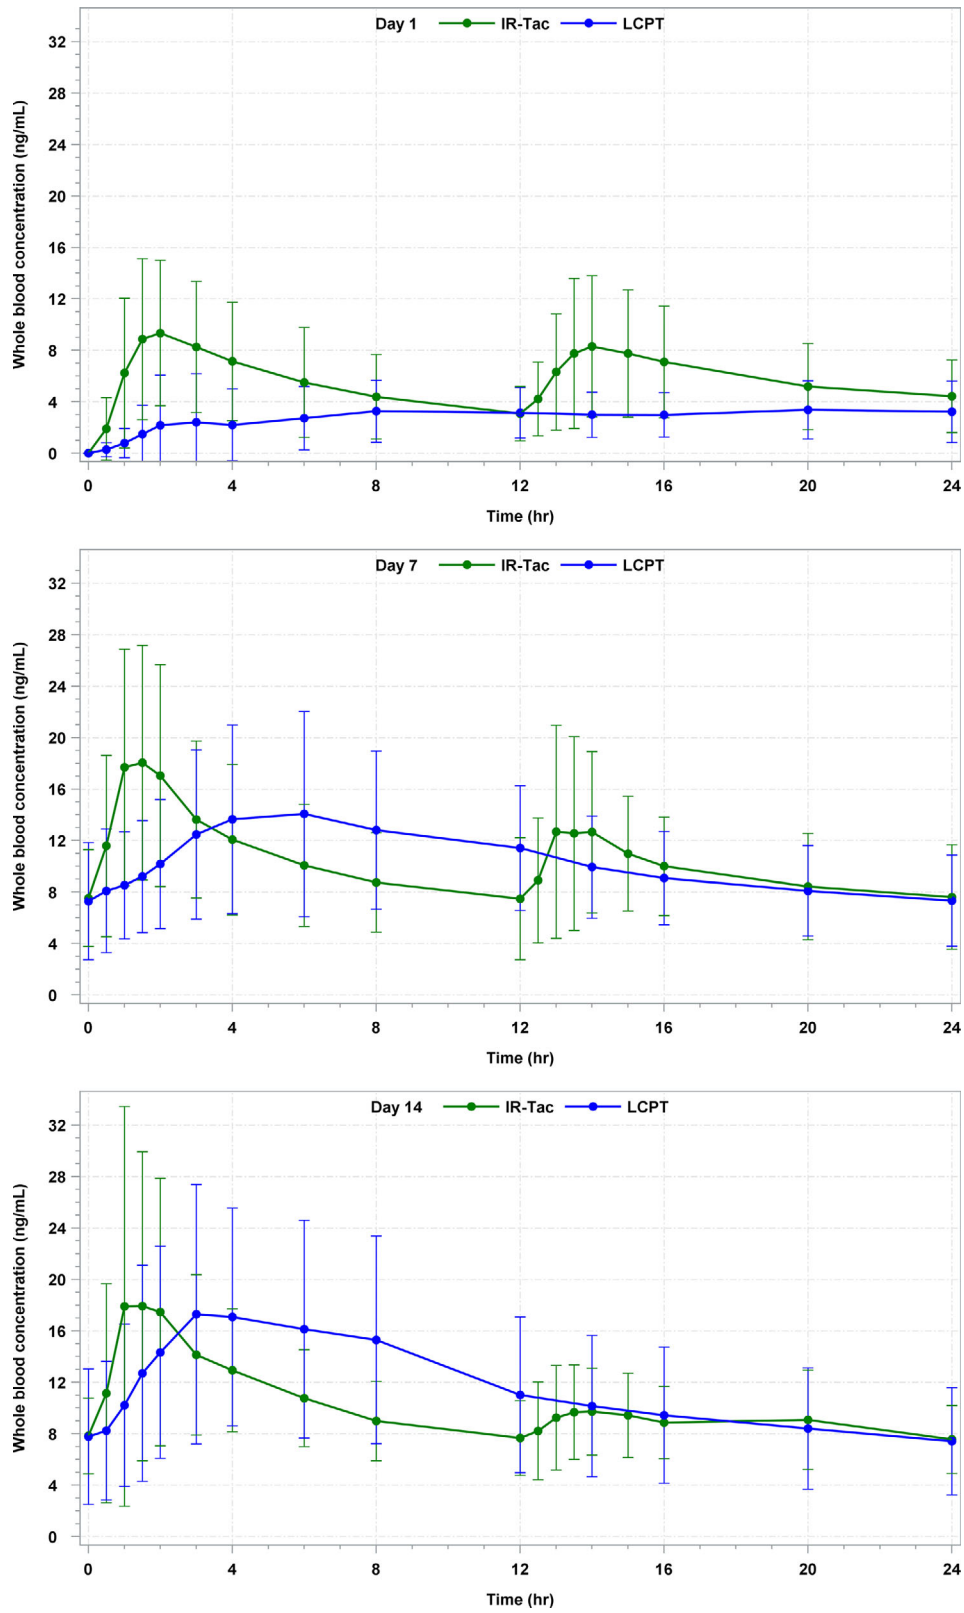 Day 1 IR-Tac LCPT
Whole blood concentration (ng/mL)
32
28
24
20
16
12
8
4
0
0 4 8 12 16 20 24
Time (hr)
Day 7 IR-Tac LCPT
Whole blood concentration (ng/mL)
32
28
24
20
16
12
8
4
0
0 4 8 12 16 20 24
Time (hr)
Day 14 IR-Tac LCPT
Whole blood concentration (ng/mL)
32
28
24
20
16
12
8
4
0
0 4 8 12 16 20 24
Time (hr)